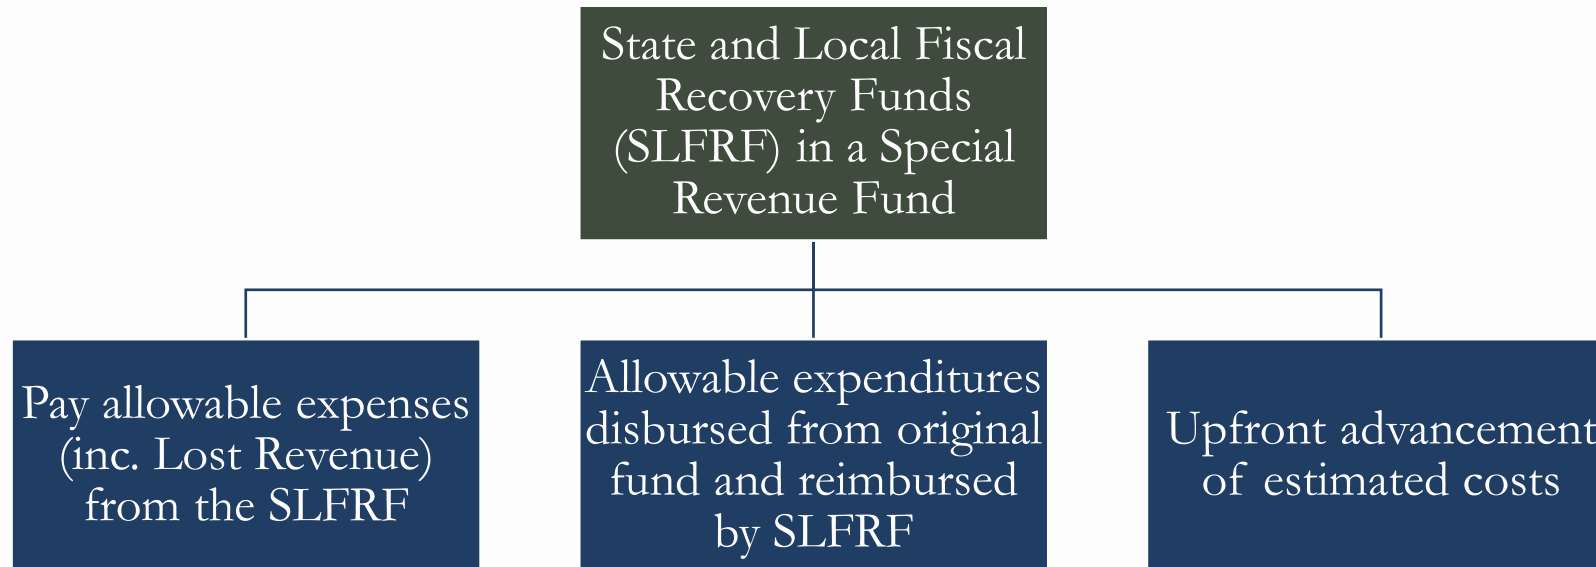 State and Local Fiscal
Recovery Funds
(SLFRF) in a Special
Revenue Fund
Pay allowable expenses
(inc. Lost Revenue)
from the SLFRF
Allowable expenditures
disbursed from original
fund and reimbursed
by SLFRF
Upfront advancement
of estimated costs